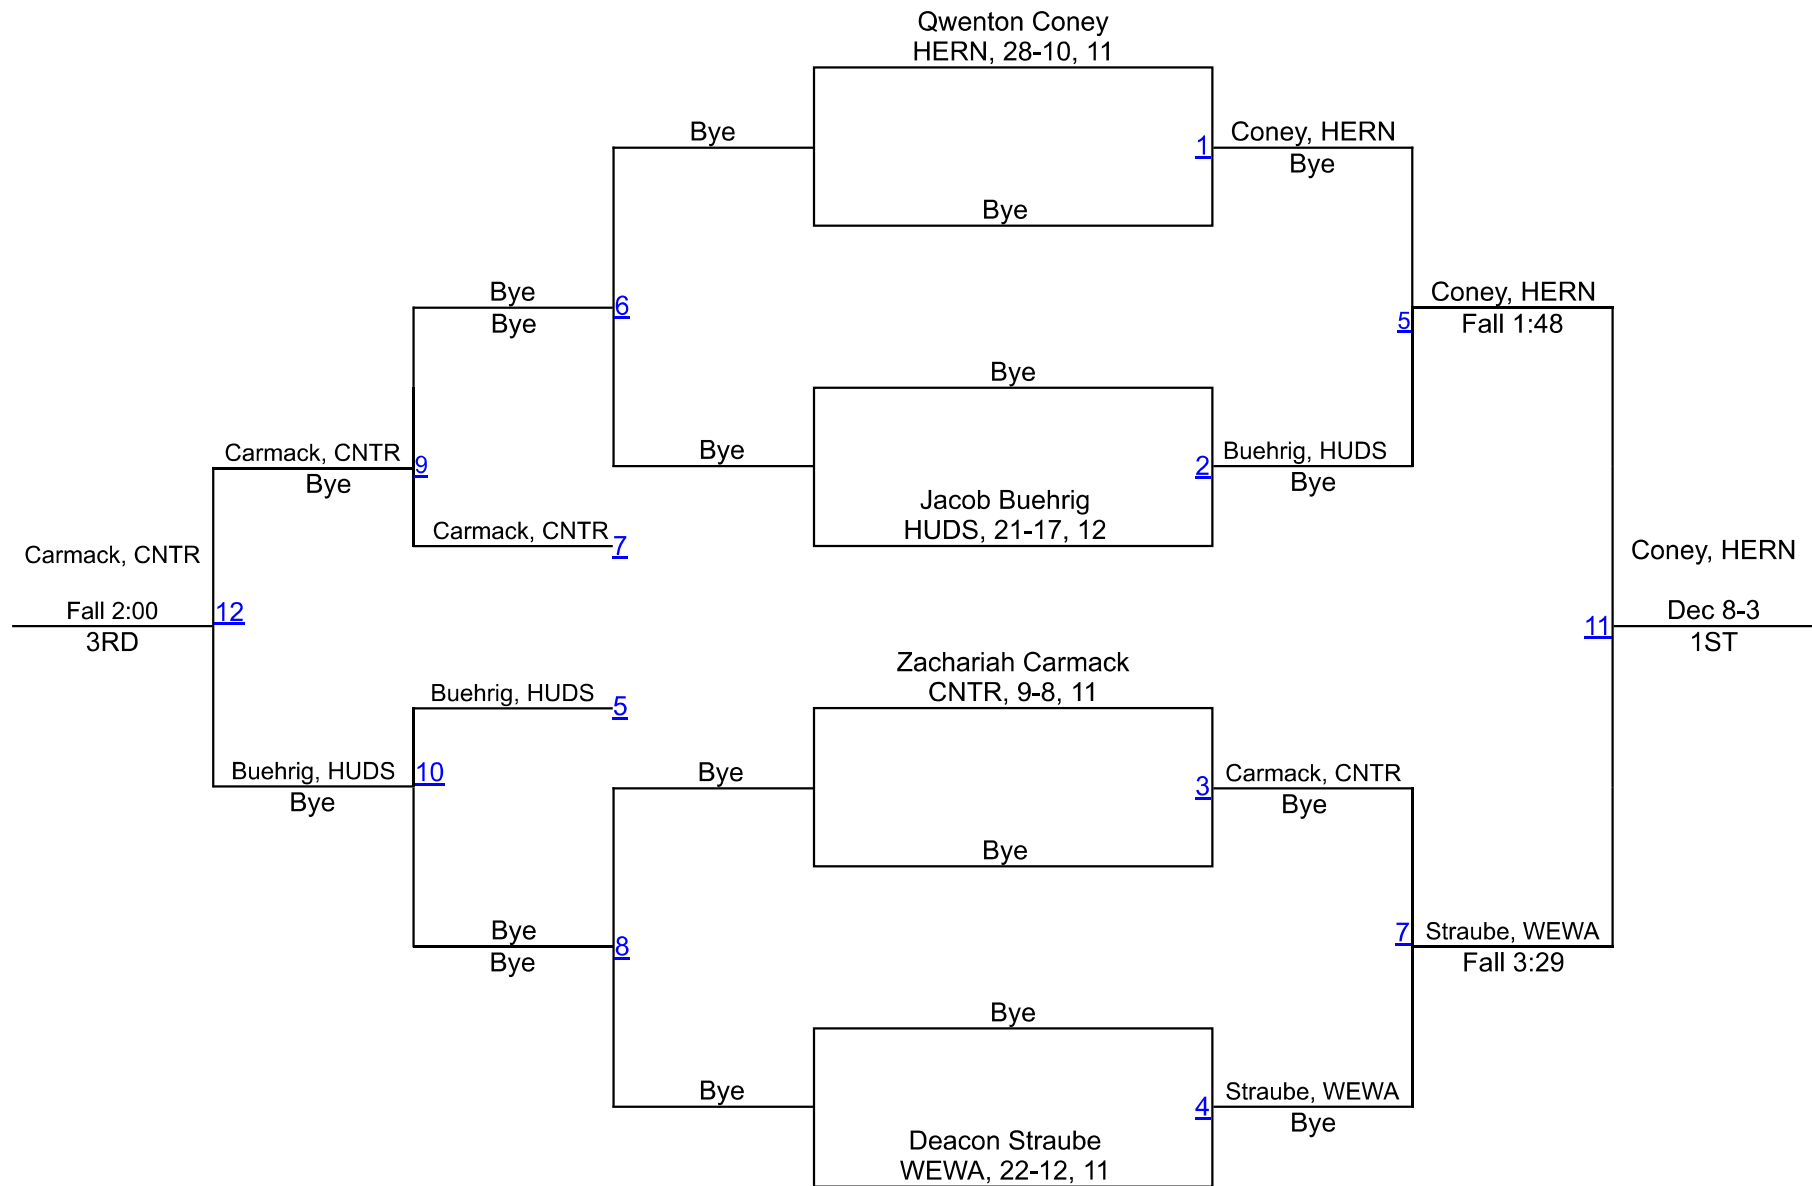 Qwenton Coney
HERN, 28-10, 11
Bye
1
Coney, HERN
Bye
Bye
Bye
Bye
6
Coney, HERN
Fall 1:48
5
Bye
Carmack, CNTR
Bye
9
Bye
2
Buehrig, HUDS
Bye
Jacob Buehrig
HUDS, 21-17, 12
Carmack, CNTR
7
Carmack, CNTR
Fall 2:00
3RD
12
Coney, HERN
Dec 8-3
1ST
11
Zachariah Carmack
CNTR, 9-8, 11
Buehrig, HUDS
5
Buehrig, HUDS
Bye
10
Bye
3
Carmack, CNTR
Bye
Bye
Bye
Bye
8
7
Straube, WEWA
Fall 3:29
Bye
Bye
4
Straube, WEWA
Bye
Deacon Straube
WEWA, 22-12, 11